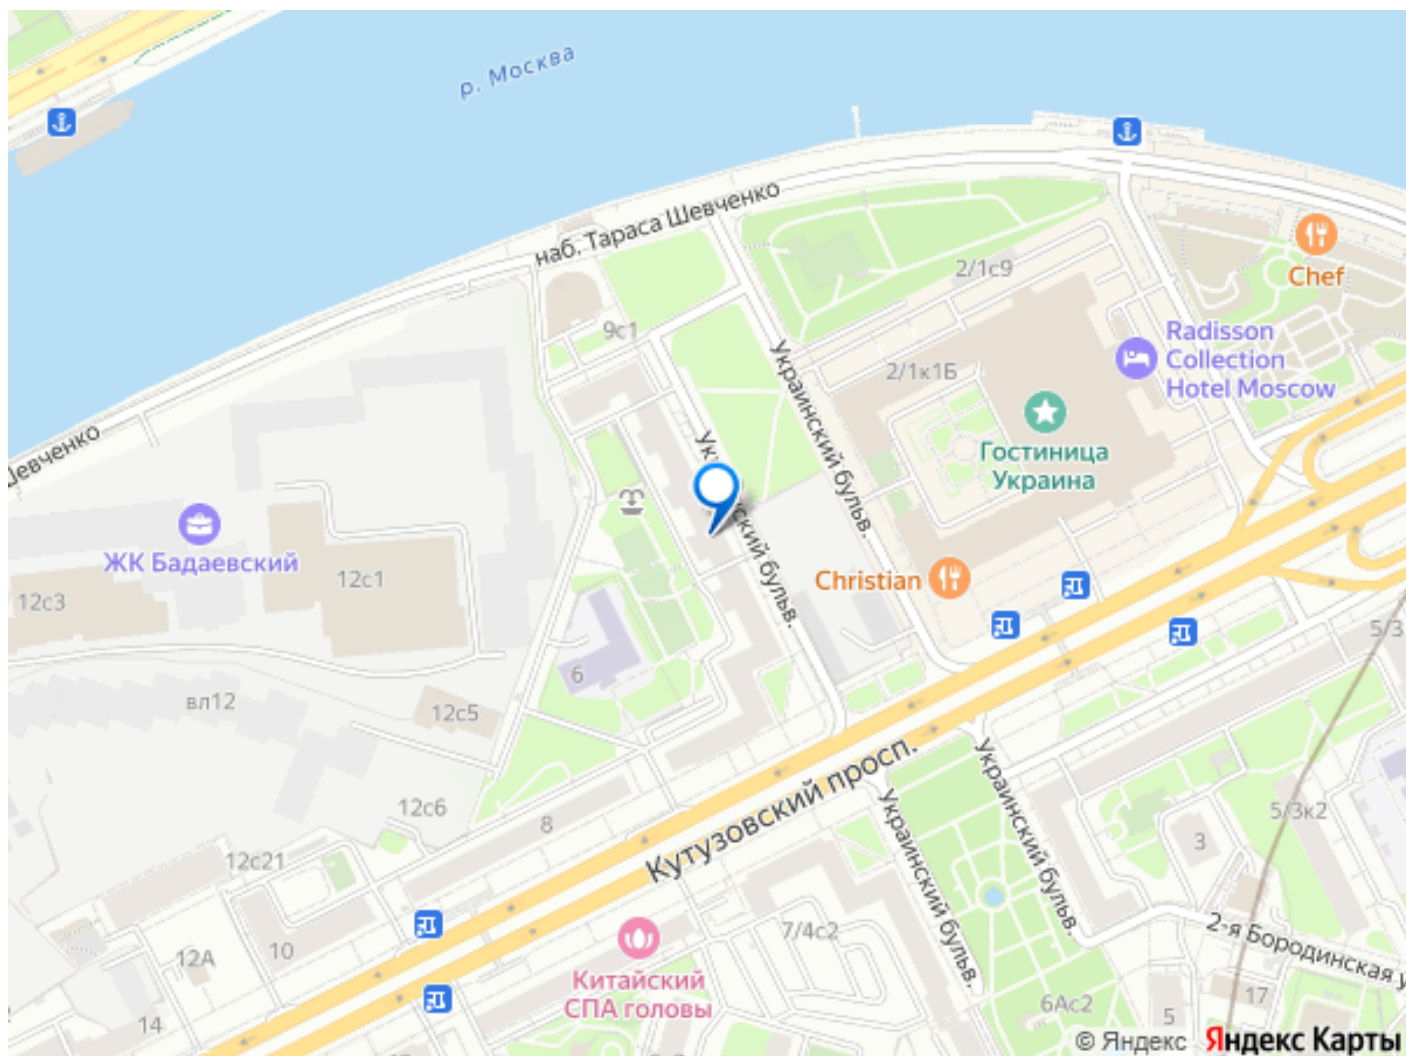 р. Москва
наб. Тараса Шевченко
2/1с9
Chef
9с1
Radisson
Collection
Hotel Moscow
2/1к1Б
Украинский бульв.
Гостиница
Украина
Шевченко
ЖК Бадаевский
12с1
12с3
Christian
5/3
6
вл12
12с5
Кутузовский просп.
Украинский бульв.
Украинский бульв.
12с6
8
5/3к2
3
12с21
7/4с2
2-я Бородинская у
10
12А
Китайский
СПА головы
17
6Ас2
5
14
© Яндекс Яндекс Карты